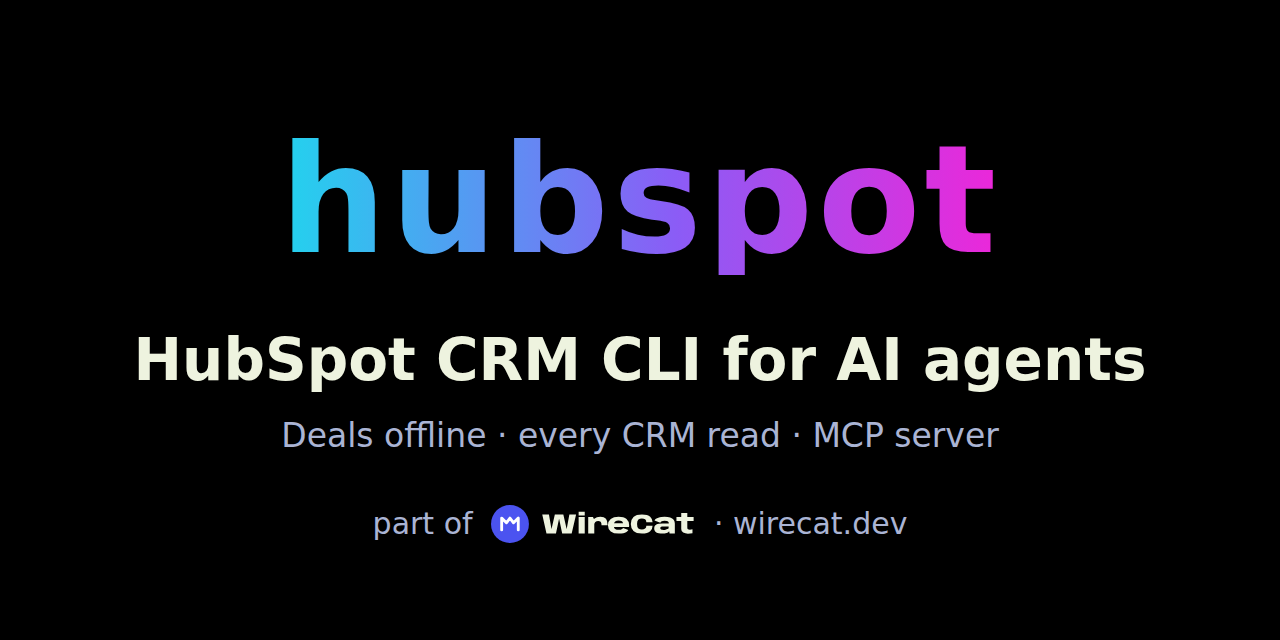 hubspot
HubSpot CRM CLI for AI agents
Deals offline · every CRM read · MCP server
part of wirecat · wirecat.dev